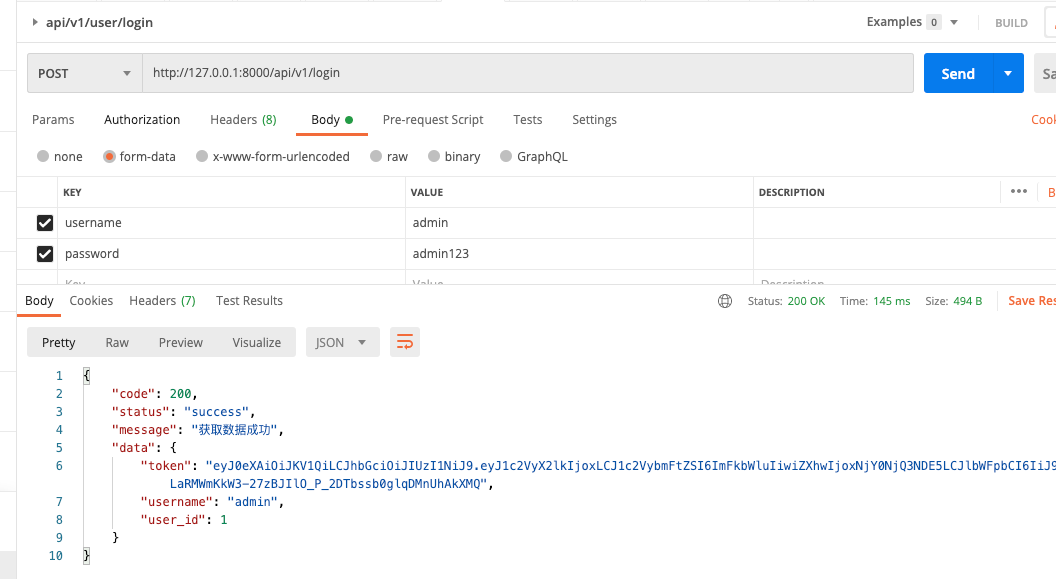 api/v1/user/login
Examples 0
BUILD
POST
http://127.0.0.1:8000/api/v1/login
Send
Params Authorization Headers (8) Body Pre-request Script Tests Settings
none form-data x-www-form-urlencoded raw binary GraphQL
KEY VALUE DESCRIPTION
username admin
password admin123
Key Value Description
Body Cookies Headers (7) Test Results
Status: 200 OK Time: 145 ms Size: 494 B Save Res
Pretty Raw Preview Visualize JSON
1 {
2 "code": 200,
3 "status": "success",
4 "message": "获取数据成功",
5 "data": {
6 "token": "eyJ0eXAiOiJKV1QiLCJhbGciOiJIUzI1NiJ9.eyJ1c2VyX2lkIjoxLCJ1c2VybmFtZSI6ImFkbWluIiwiZXhwIjoxNjY0NjQ3NDE5LCJlbWFpbCI6IiJ9
LaRMWmKkW3-27zBJIlO_P_2DTbssb0glqDMnUhAkXMQ",
7 "username": "admin",
8 "user_id": 1
9 }
10 }